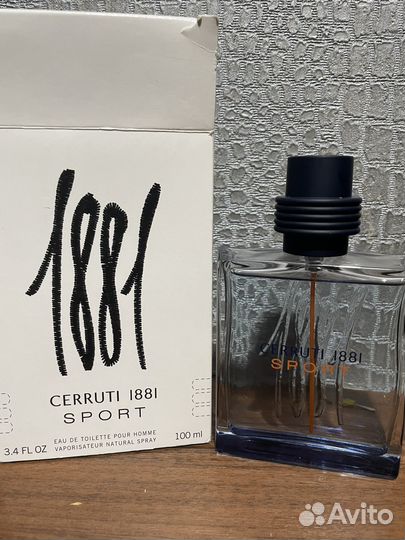 1881
CERRUTI 1881
SPORT
EAU DE TOILETTE POUR HOMME
VAPORISATEUR NATURAL SPRAY
3.4 FL OZ
100 ml
CERRUTI 1881
SPORT
Avito